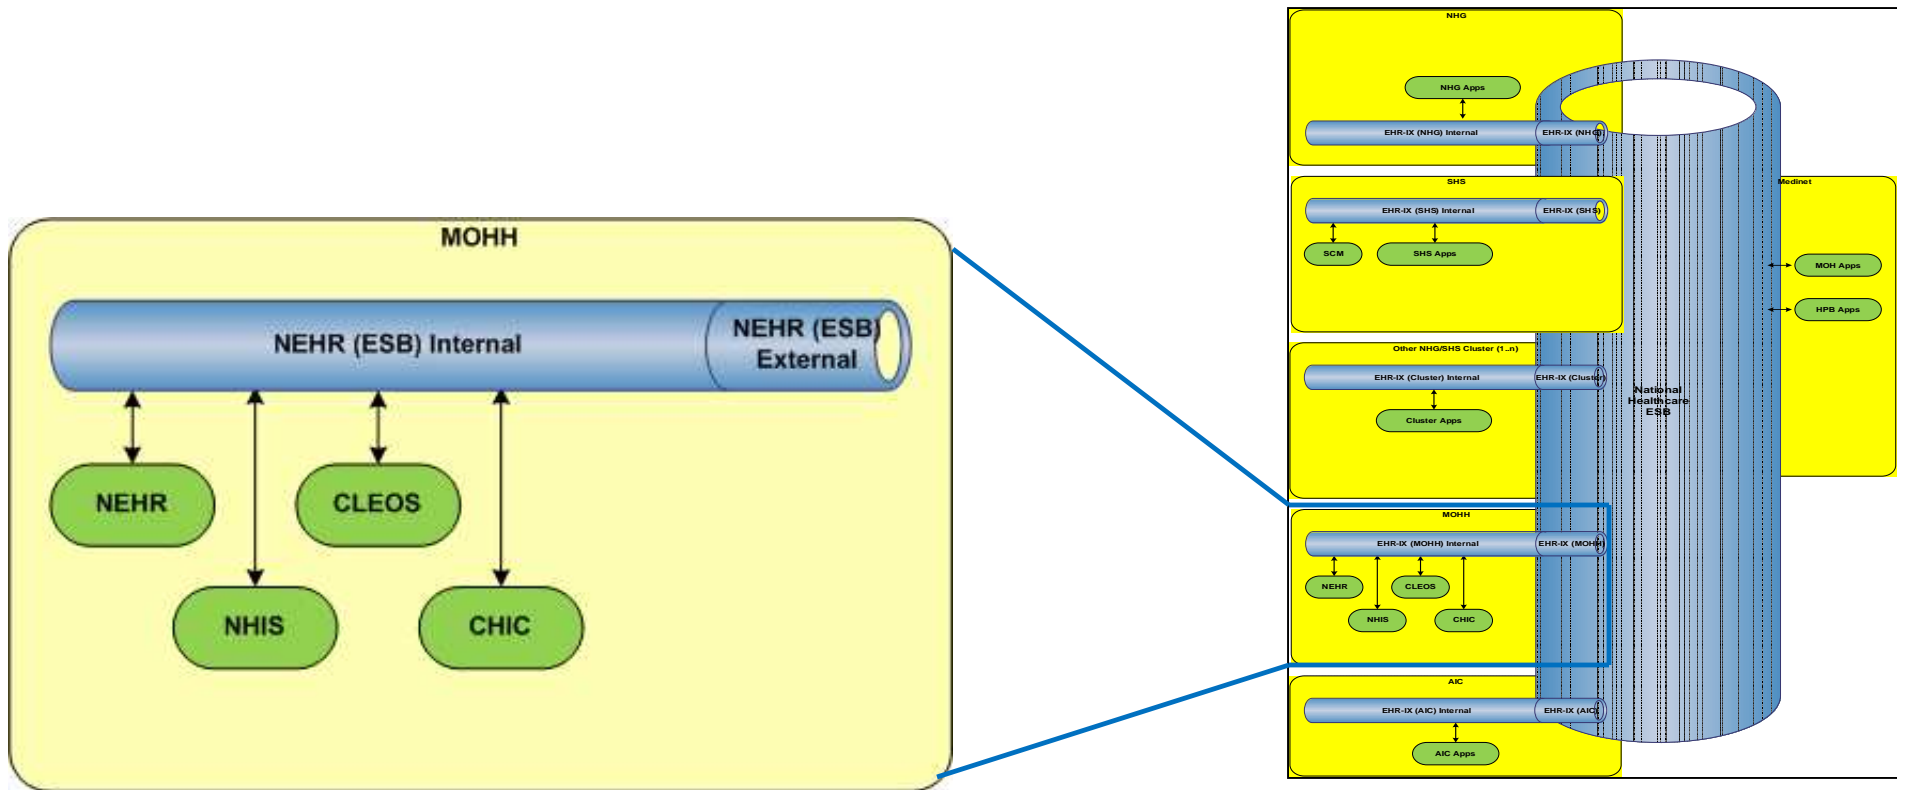 MOHH
NEHR (ESB) Internal
NEHR (ESB)
External
NEHR
CLEOS
NHIS
CHIC
NHG
NHG Apps
EHR-IX (NHG) Internal
EHR-IX (NHG)
SHS
EHR-IX (SHS) Internal
EHR-IX (SHS)
SCM
SHS Apps
Other NHG/SHS Cluster (1..n)
EHR-IX (Cluster) Internal
EHR-IX (Cluster)
Cluster Apps
MOHH
EHR-IX (MOHH) Internal
EHR-IX (MOHH)
NEHR
CLEOS
NHIS
CHIC
AIC
EHR-IX (AIC) Internal
EHR-IX (AIC)
AIC Apps
National
Healthcare
ESB
Medinet
MOH Apps
HPB Apps